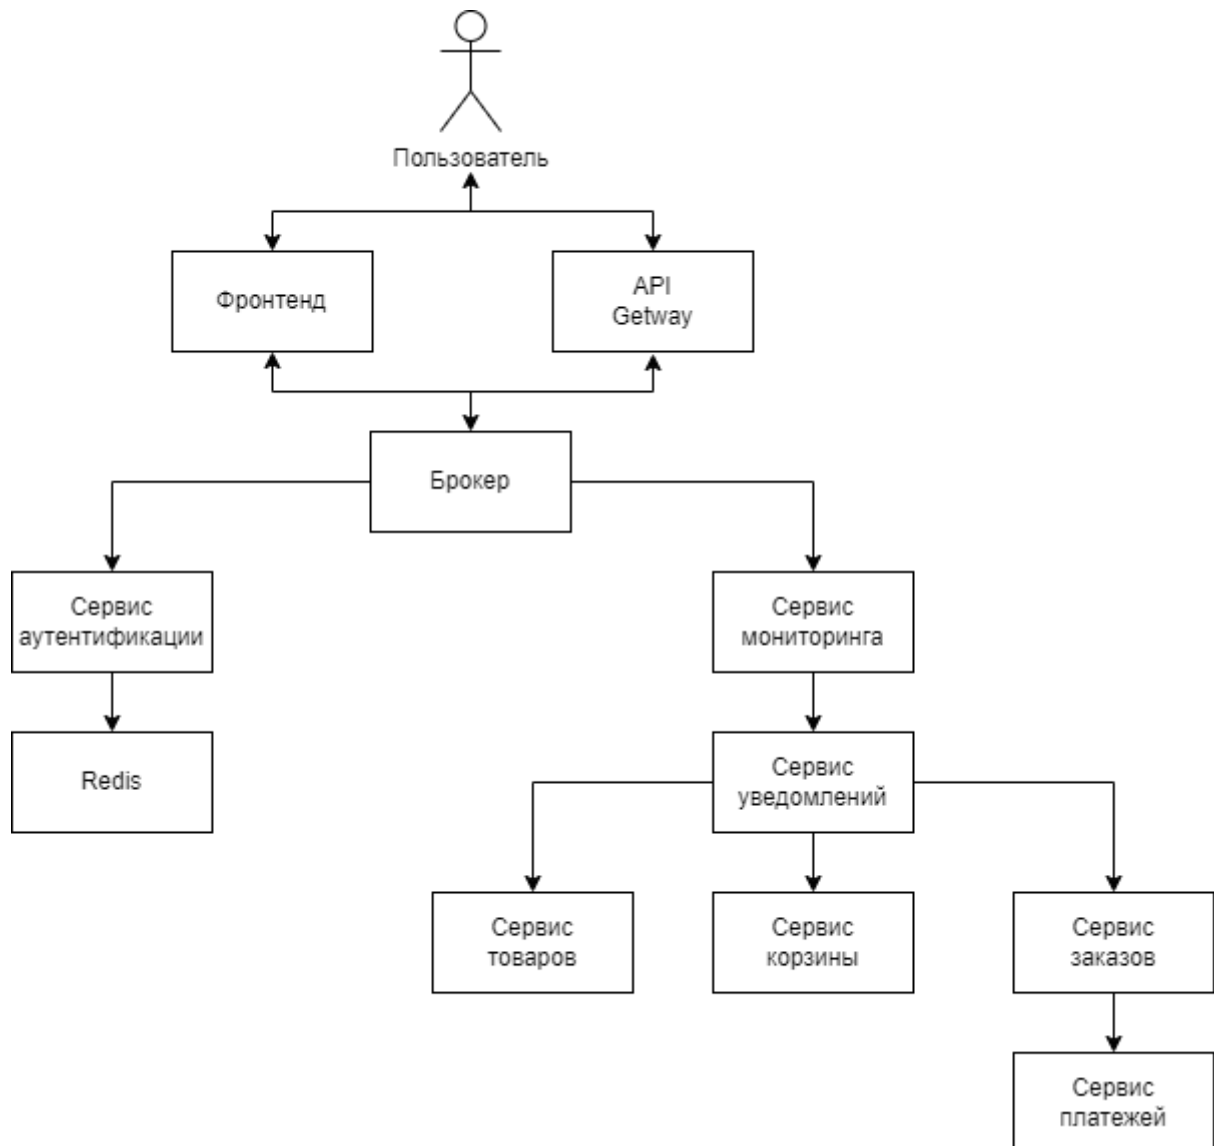 Пользователь
Фронтенд
API
Getway
Брокер
Сервис
аутентификации
Сервис
мониторинга
Redis
Сервис
уведомлений
Сервис
товаров
Сервис
корзины
Сервис
заказов
Сервис
платежей